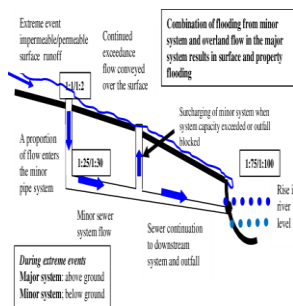 Extreme event
impermeable/permeable
surface runoff
Continued
exceedance
flow conveyed
over the surface
Combination of flooding from minor
system and overland flow in the major
system results in surface and property
flooding
1:1/1:2
Surcharging of minor system when
system capacity exceeded or outfall
blocked
A proportion
of flow enters
the minor
pipe system
1:25/1:30
1:75/1:100
Rise i
river
level
Minor sewer
system flow
Sewer continuation
to downstream
system and outfall
During extreme events
Major system: above ground
Minor system; below ground